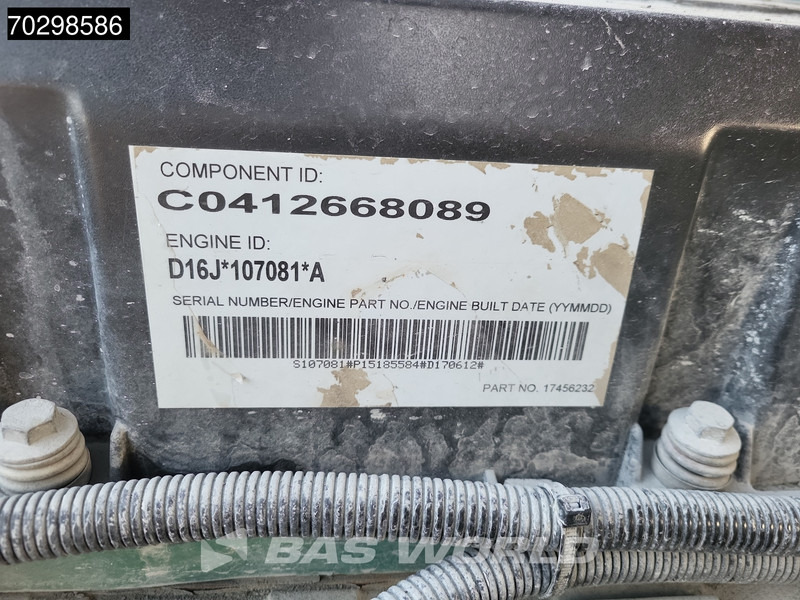 70298586
COMPONENT ID:
C0412668089
ENGINE ID:
D16J*107081*A
SERIAL NUMBER/ENGINE PART NO./ENGINE BUILT DATE (YYMMDD)
S107081#P15185584#D170612#
PART NO. 17456232
BAS WORLD